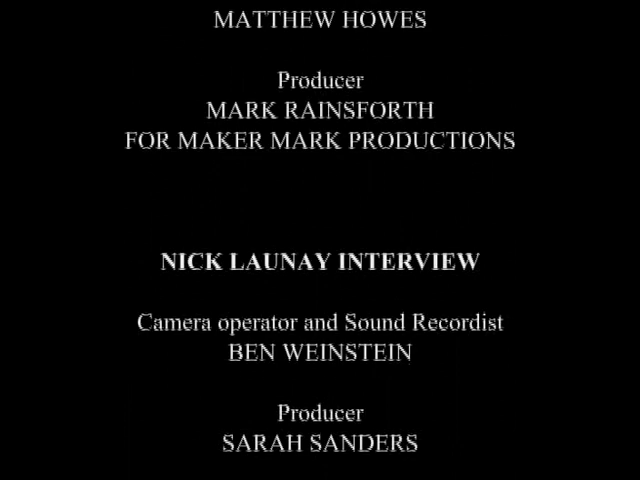 MATTHEW HOWES
Producer
MARK RAINSFORTH
FOR MAKER MARK PRODUCTIONS
NICK LAUNAY INTERVIEW
Camera operator and Sound Recordist
BEN WEINSTEIN
Producer
SARAH SANDERS